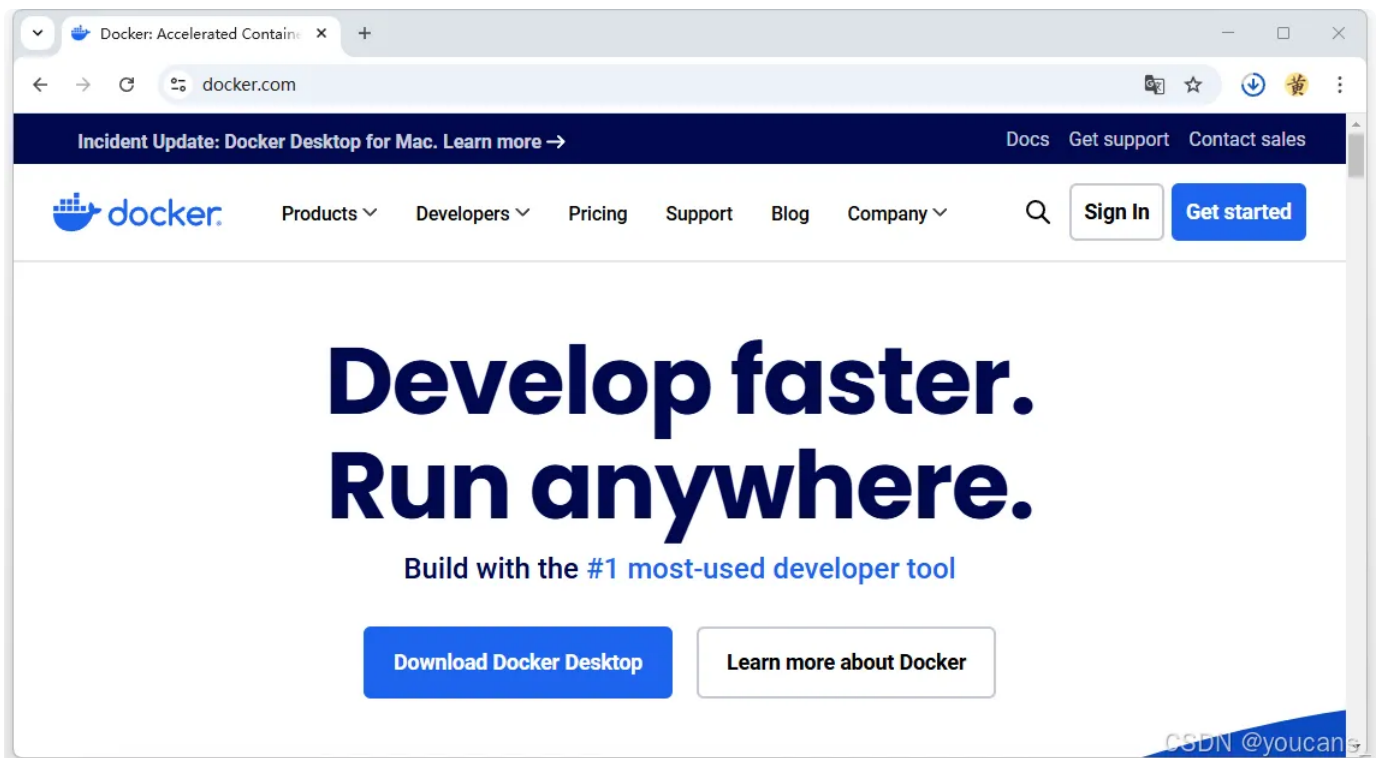 Docker: Accelerated Contain
docker.com
黄
Incident Update: Docker Desktop for Mac. Learn more →
Docs Get support Contact sales
docker
Products Developers Pricing Support Blog Company
Sign In Get started
Develop faster.
Run anywhere.
Build with the #1 most-used developer tool
Download Docker Desktop Learn more about Docker
CSDN @youcans_